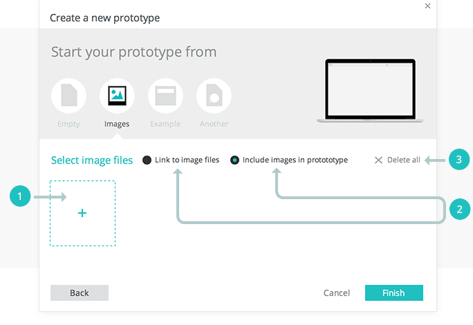 Create a new prototype
Start your prototype from
Empty Images Example Another
Select image files Link to image files Include images in protototype Delete all
1
2
3
Back Cancel Finish